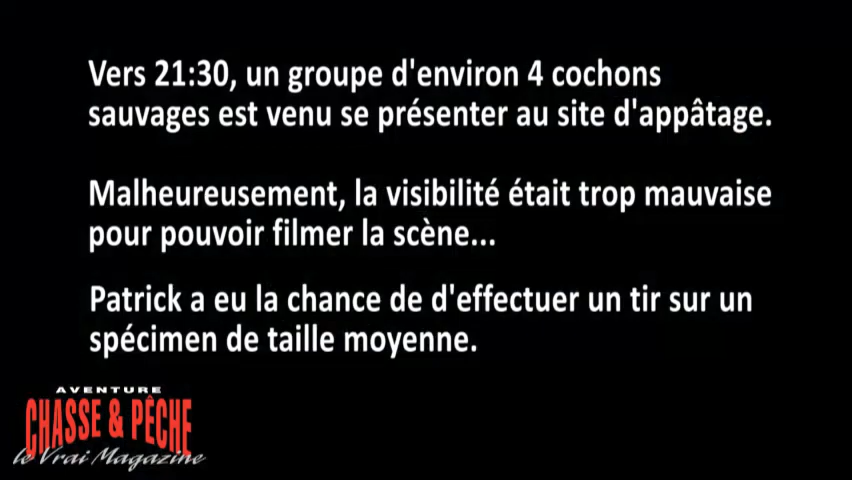 Vers 21:30, un groupe d'environ 4 cochons
sauvages est venu se présenter au site d'appâtage.
Malheureusement, la visibilité était trop mauvaise
pour pouvoir filmer la scène...
Patrick a eu la chance de d'effectuer un tir sur un
spécimen de taille moyenne.
AVENTURE
CHASSE & PÊCHE
le Vrai Magazine